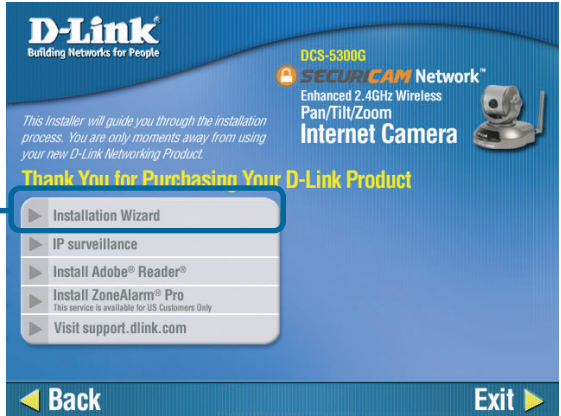 D-Link
Building Networks for People
DCS-5300G
SECURICAM Network™
Enhanced 2.4GHz Wireless
Pan/Tilt/Zoom
Internet Camera
This Installer will guide you through the installation
process. You are only moments away from using
your new D-Link Networking Product.
Thank You for Purchasing Your D-Link Product
Installation Wizard
IP surveillance
Install Adobe® Reader®
Install ZoneAlarm® Pro
This service is available for US Customers Only
Visit support.dlink.com
Back
Exit